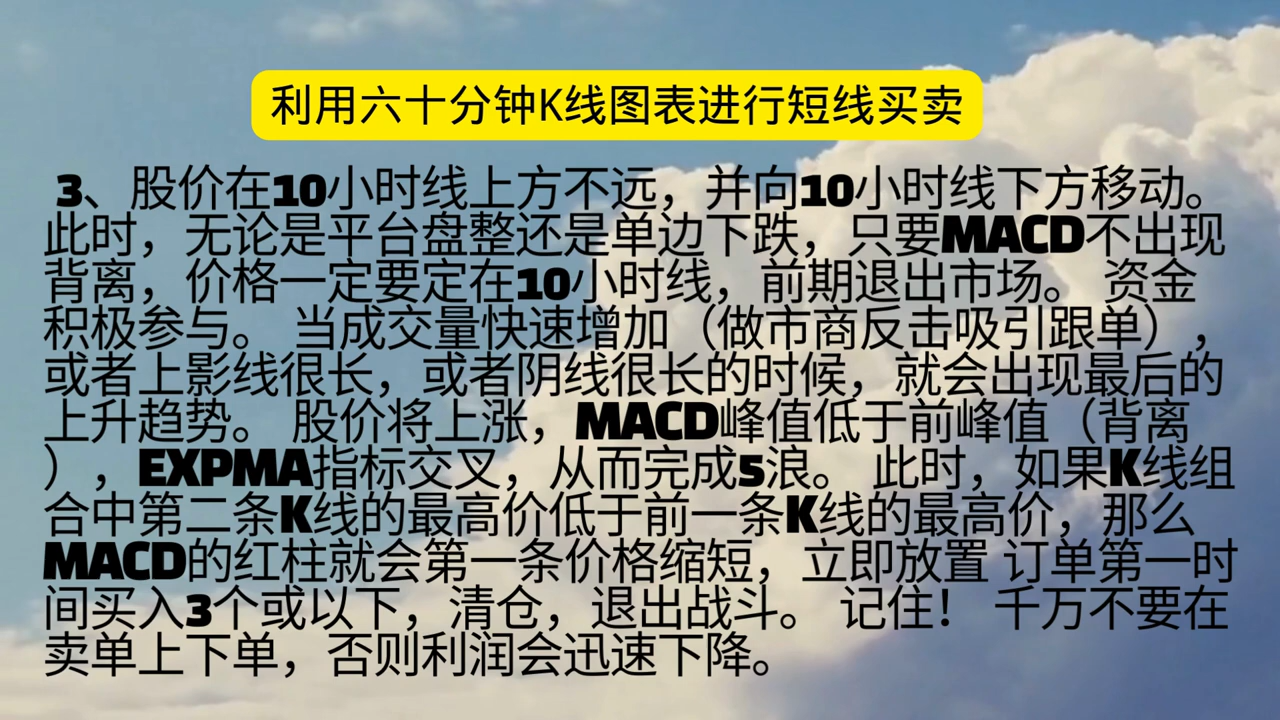 利用六十分钟K线图表进行短线买卖
3、股价在10小时线上方不远，并向10小时线下方移动。
此时，无论是平台盘整还是单边下跌，只要MACD不出现
背离，价格一定要定在10小时线，前期退出市场。 资金
积极参与。 当成交量快速增加（做市商反击吸引跟单），
或者上影线很长，或者阴线很长的时候，就会出现最后的
上升趋势。 股价将上涨，MACD峰值低于前峰值（背离
），EXPMA指标交叉，从而完成5浪。 此时，如果K线组
合中第二条K线的最高价低于前一条K线的最高价，那么
MACD的红柱就会第一条价格缩短，立即放置 订单第一时
间买入3个或以下，清仓，退出战斗。 记住！ 千万不要在
卖单上下单，否则利润会迅速下降。